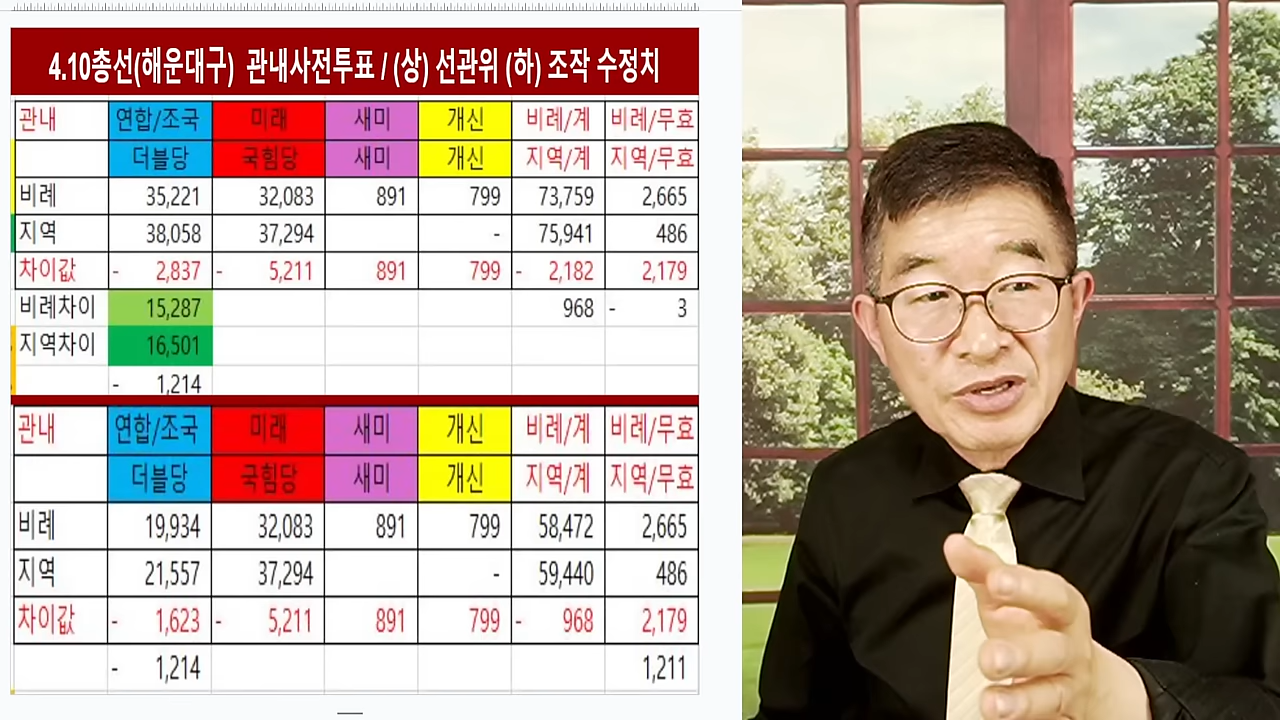 4.10총선(해운대구) 관내사전투표 / (상) 선관위 (하) 조작 수정치
관내 연합/조국 미래 새미 개신 비례/계 비례/무효
더블당 국힘당 새미 개신 지역/계 지역/무효
비례 35,221 32,083 891 799 73,759 2,665
지역 38,058 37,294 - 75,941 486
차이값 - 2,837 - 5,211 891 799 - 2,182 2,179
비례차이 15,287 968 - 3
지역차이 16,501
- 1,214
관내 연합/조국 미래 새미 개신 비례/계 비례/무효
더블당 국힘당 새미 개신 지역/계 지역/무효
비례 19,934 32,083 891 799 58,472 2,665
지역 21,557 37,294 - 59,440 486
차이값 - 1,623 - 5,211 891 799 - 968 2,179
- 1,214 1,211